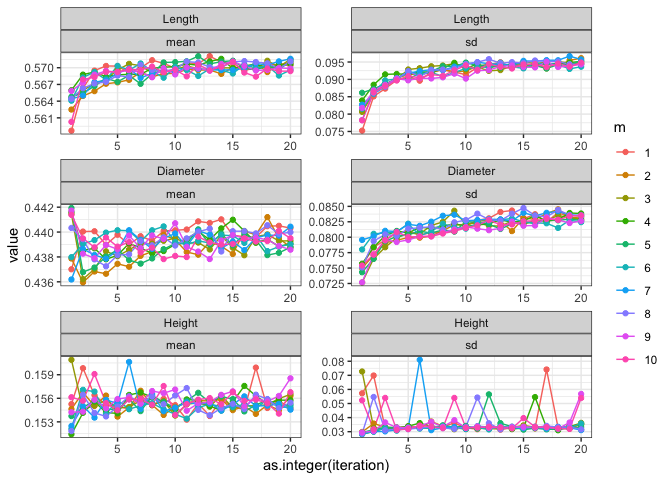 Length
mean
0.570
0.567
0.564
0.561
5 10 15 20
Length
sd
0.095
0.090
0.085
0.080
0.075
5 10 15 20
Diameter
mean
0.442
0.440
0.438
0.436
5 10 15 20
Diameter
sd
0.0850
0.0825
0.0800
0.0775
0.0750
0.0725
5 10 15 20
Height
mean
0.159
0.156
0.153
5 10 15 20
Height
sd
0.08
0.07
0.06
0.05
0.04
0.03
5 10 15 20
value
as.integer(iteration)
m
1
2
3
4
5
6
7
8
9
10